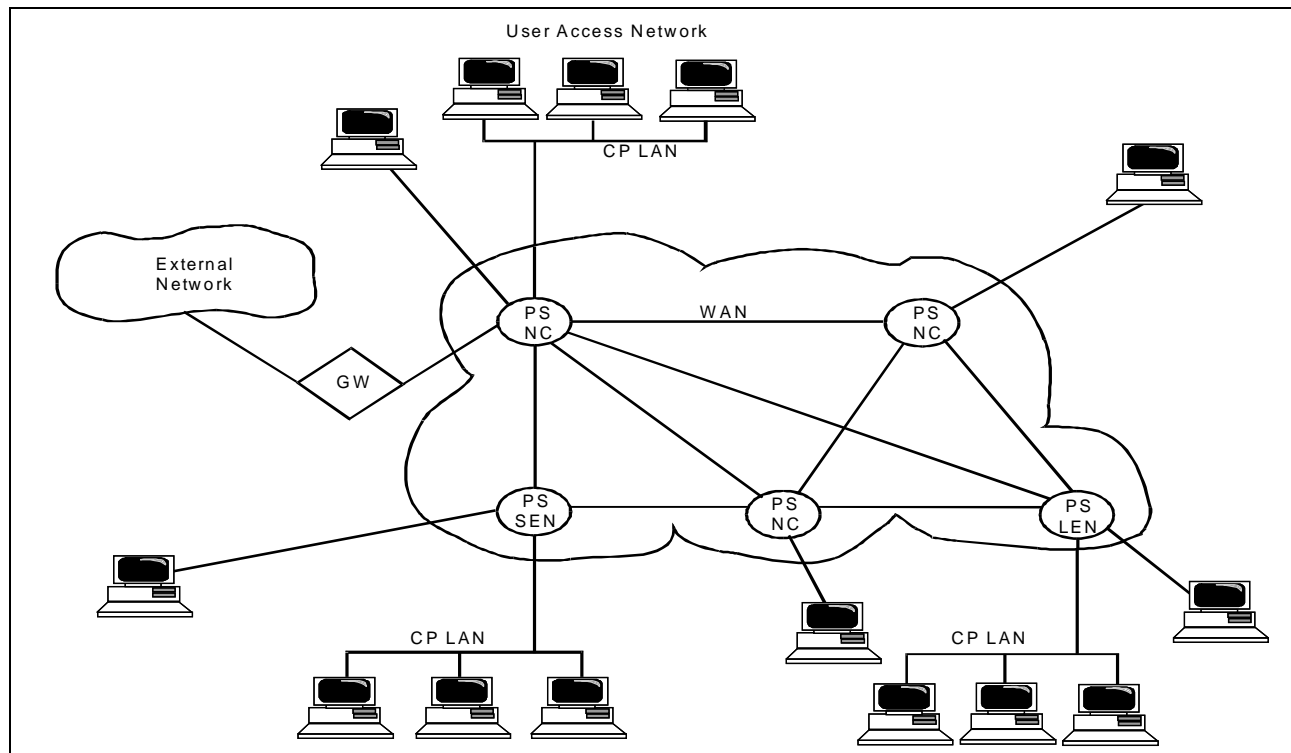 User Access Network
CP LAN
External
Network
PS
NC
WAN
PS
NC
GW
PS
SEN
PS
NC
PS
LEN
CP LAN
CP LAN